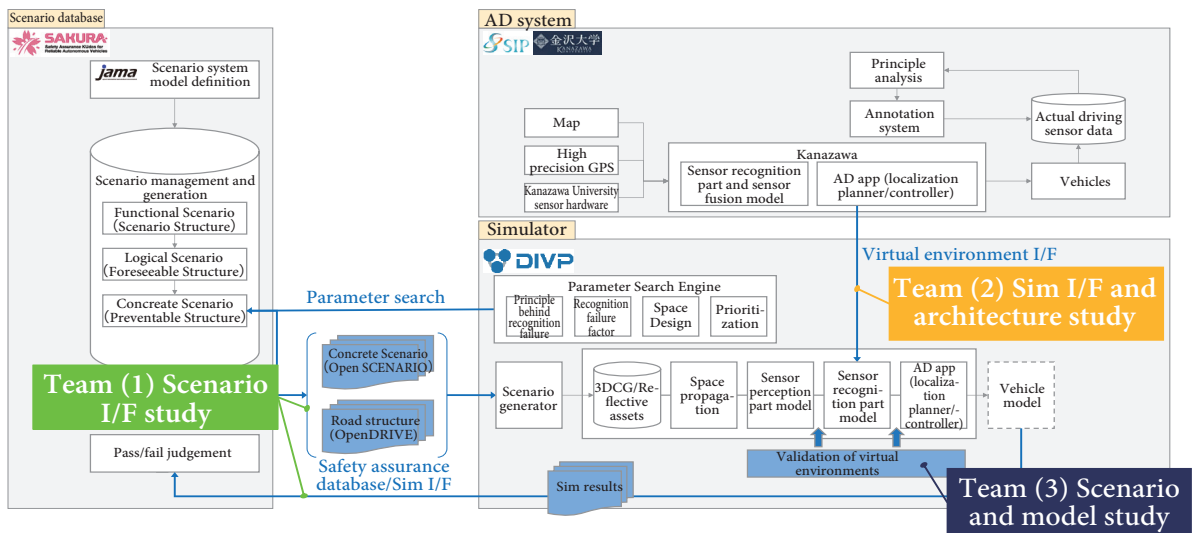 Scenario database
SAKURA
Safety Assurance KUdos for
Reliable Autonomous Vehicles
jama
Scenario system
model definition
Scenario management and
generation
Functional Scenario
(Scenario Structure)
Logical Scenario
(Foreseeable Structure)
Concreate Scenario
(Preventable Structure)
Team (1) Scenario
I/F study
Pass/fail judgement
Parameter search
Concrete Scenario
(Open SCENARIO)
Road structure
(OpenDRIVE)
Safety assurance
database/Sim I/F
AD system
SIP
金沢大学
KANAZAWA
UNIVERSITY
Map
High
precision GPS
Kanazawa University
sensor hardware
Kanazawa
Sensor recognition
part and sensor
fusion model
AD app (localization
planner/controller)
Principle
analysis
Annotation
system
Actual driving
sensor data
Vehicles
Simulator
DIVP
Virtual environment I/F
Team (2) Sim I/F and
architecture study
Parameter Search Engine
Principle
behind
recognition
failure
Recognition
failure
factor
Space
Design
Prioriti-
zation
Scenario
generator
3DCG/Re-
flective
assets
Space
propaga-
tion
Sensor
perception
part model
Sensor
recogni-
tion part
model
AD app
(localiza-
tion
planner/-
controller)
Vehicle
model
Validation of virtual
environments
Sim results
Team (3) Scenario
and model study